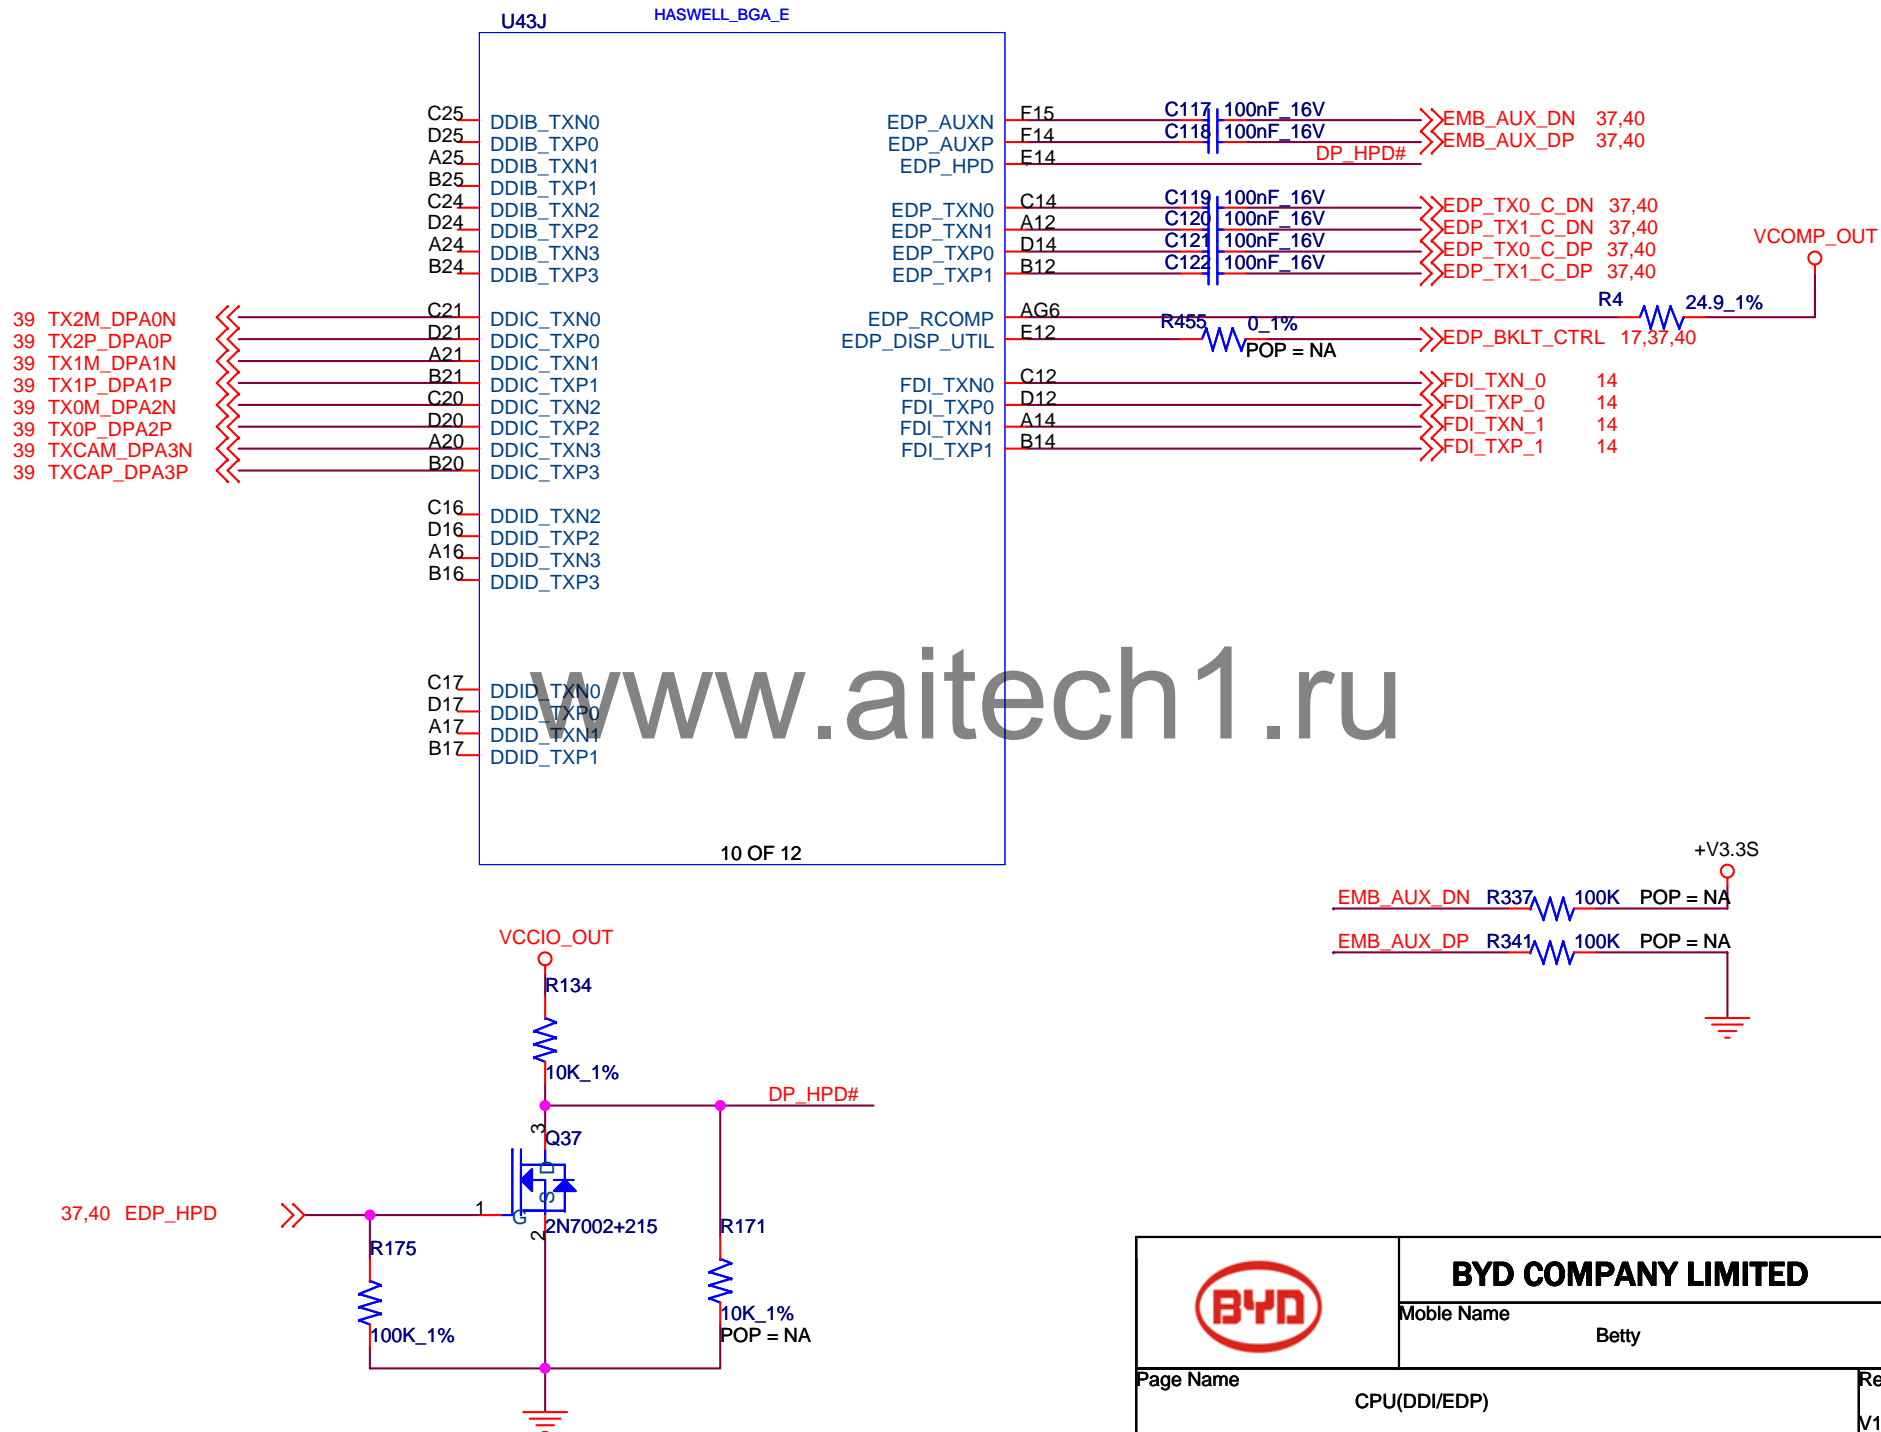 U43J
HASWELL_BGA_E
C25 DDIB_TXN0
D25 DDIB_TXP0
A25 DDIB_TXN1
B25 DDIB_TXP1
C24 DDIB_TXN2
D24 DDIB_TXP2
A24 DDIB_TXN3
B24 DDIB_TXP3
39 TX2M_DPA0N C21 DDIC_TXN0
39 TX2P_DPA0P D21 DDIC_TXP0
39 TX1M_DPA1N A21 DDIC_TXN1
39 TX1P_DPA1P B21 DDIC_TXP1
39 TX0M_DPA2N C20 DDIC_TXN2
39 TX0P_DPA2P D20 DDIC_TXP2
39 TXCAM_DPA3N A20 DDIC_TXN3
39 TXCAP_DPA3P B20 DDIC_TXP3
C16 DDID_TXN2
D16 DDID_TXP2
A16 DDID_TXN3
B16 DDID_TXP3
C17 DDID_TXN0
D17 DDID_TXP0
A17 DDID_TXN1
B17 DDID_TXP1
EDP_AUXN F15 C117 100nF_16V EMB_AUX_DN 37,40
EDP_AUXP F14 C118 100nF_16V EMB_AUX_DP 37,40
EDP_HPD E14 DP_HPD#
EDP_TXN0 C14 C119 100nF_16V EDP_TX0_C_DN 37,40
EDP_TXN1 A12 C120 100nF_16V EDP_TX1_C_DN 37,40
EDP_TXP0 D14 C121 100nF_16V EDP_TX0_C_DP 37,40
EDP_TXP1 B12 C122 100nF_16V EDP_TX1_C_DP 37,40
VCOMP_OUT
EDP_RCOMP AG6 R4 24.9_1%
EDP_DISP_UTIL E12 R455 0_1% EDP_BKLT_CTRL 17,37,40
POP = NA
FDI_TXN0 C12 FDI_TXN_0 14
FDI_TXP0 D12 FDI_TXP_0 14
FDI_TXN1 A14 FDI_TXN_1 14
FDI_TXP1 B14 FDI_TXP_1 14
www.aitech1.ru
10 OF 12
+V3.3S
EMB_AUX_DN R337 100K POP = NA
EMB_AUX_DP R341 100K POP = NA
VCCIO_OUT
R134
10K_1%
DP_HPD#
3
Q37
D
S
G
1
2
2N7002+215
37,40 EDP_HPD
R175
100K_1%
R171
10K_1%
POP = NA
BYD
BYD COMPANY LIMITED
Moble Name
Betty
Page Name
CPU(DDI/EDP)
Re
V1